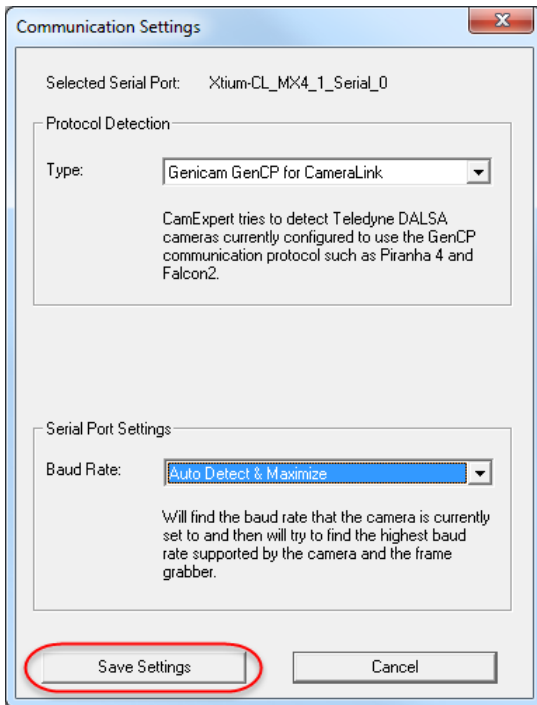 Communication Settings
Selected Serial Port: Xtium-CL_MX4_1_Serial_0
Protocol Detection
Type: Genicam GenCP for CameraLink
CamExpert tries to detect Teledyne DALSA
cameras currently configured to use the GenCP
communication protocol such as Piranha 4 and
Falcon2.
Serial Port Settings
Baud Rate: Auto Detect & Maximize
Will find the baud rate that the camera is currently
set to and then will try to find the highest baud
rate supported by the camera and the frame
grabber.
Save Settings Cancel